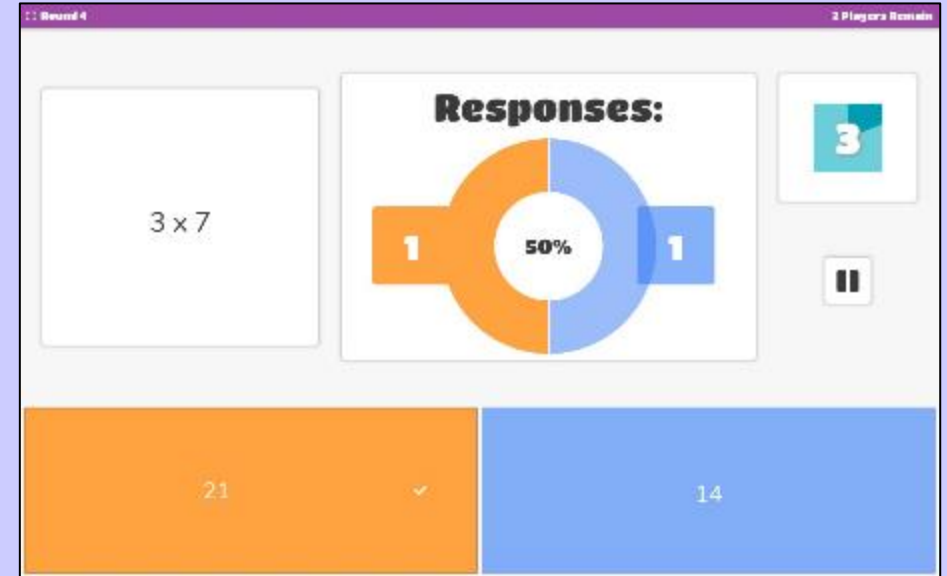 Round 4
2 Players Remain
3 x 7
Responses:
1
50%
1
3
21
14